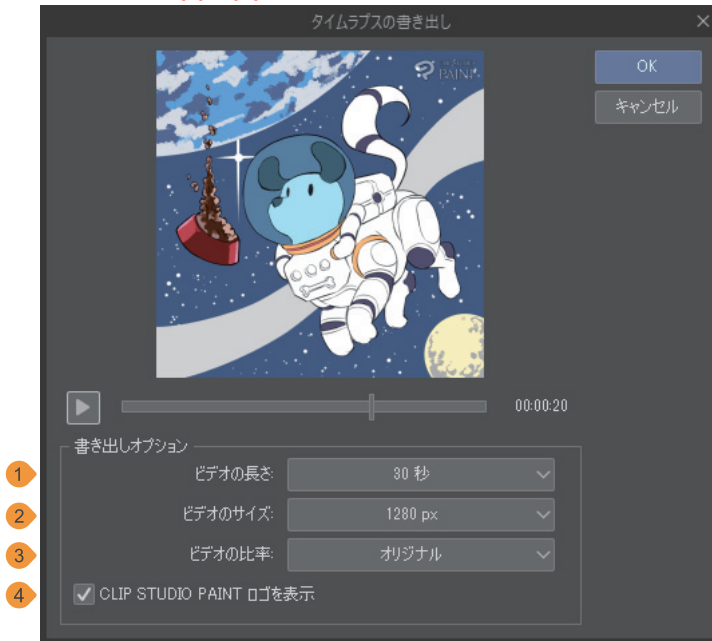 タイムラプスの書き出し
OK
キャンセル
PAINT
00:00:20
書き出しオプション
1 ビデオの長さ: 30 秒
2 ビデオのサイズ: 1280 px
3 ビデオの比率: オリジナル
4 CLIP STUDIO PAINT ロゴを表示